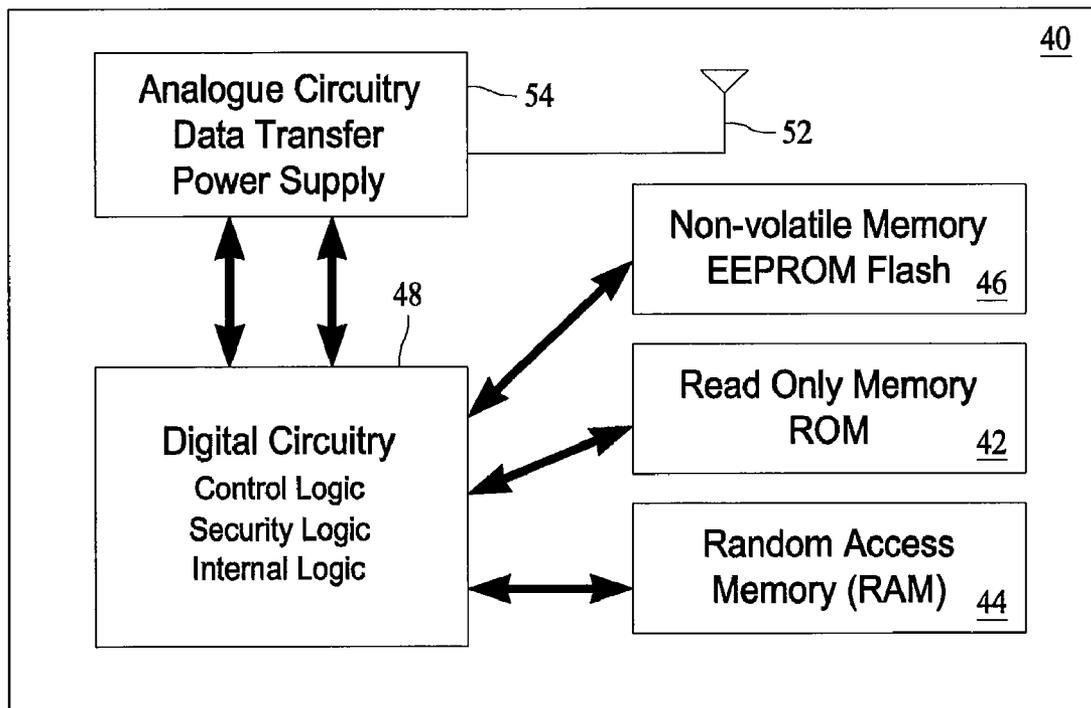 40
Analogue Circuitry
Data Transfer
Power Supply
54
52
Non-volatile Memory
EEPROM Flash
46
48
Read Only Memory
ROM
42
Digital Circuitry
Control Logic
Security Logic
Internal Logic
Random Access
Memory (RAM)
44